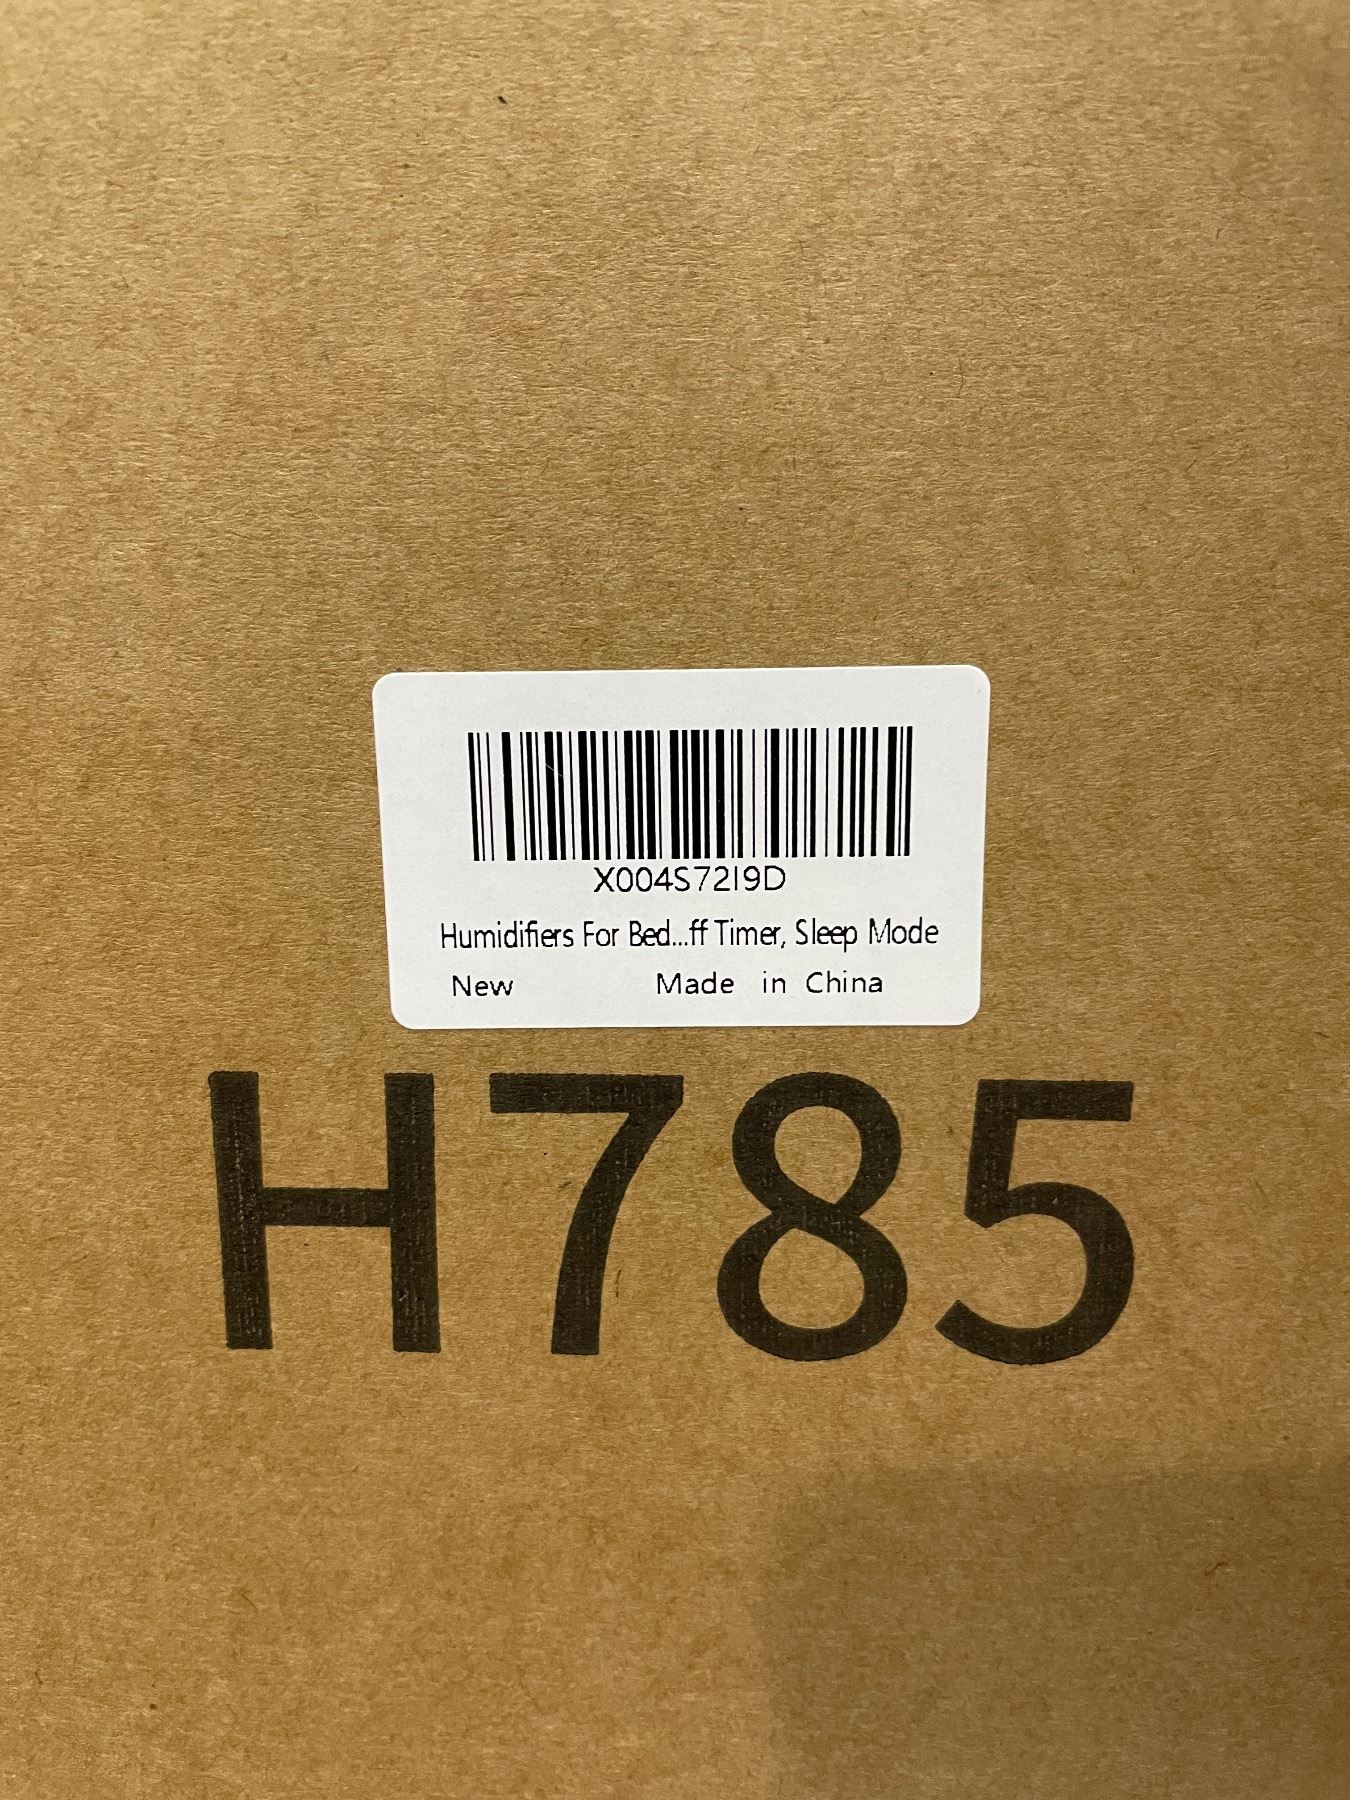 X004S72I9D
Humidifiers For Bed...ff Timer, Sleep Mode
New Made in China
H785